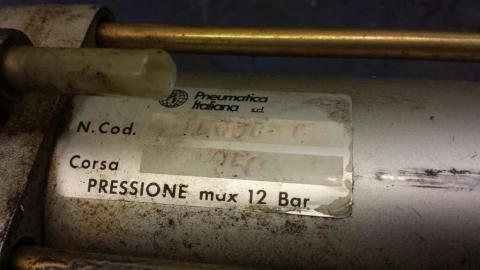 Pneumatica
Italiana s.r.l.
N. Cod.
Corsa
PRESSIONE max 12 Bar